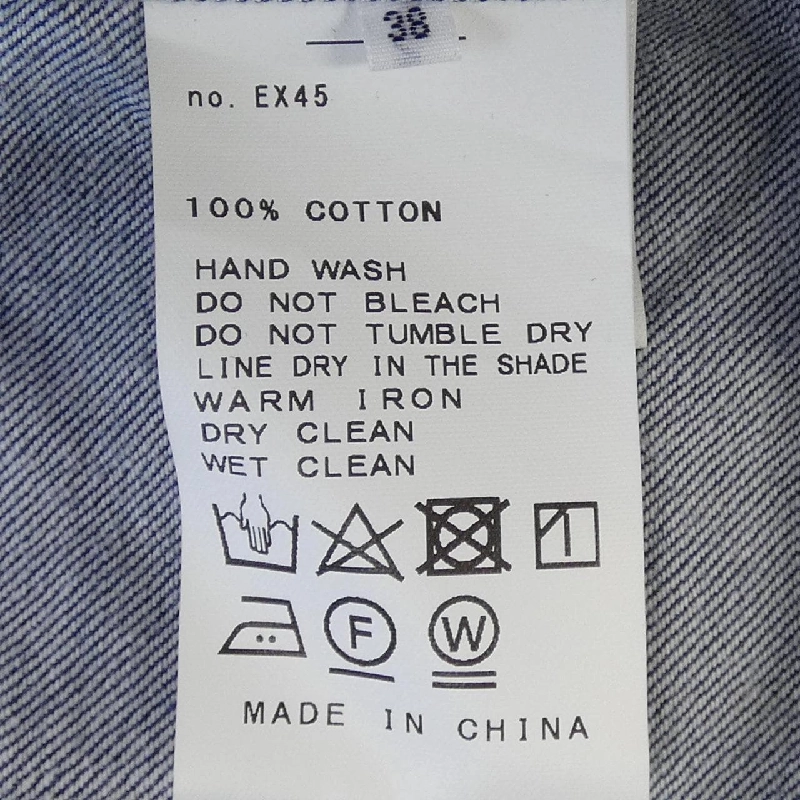 38
no. EX45
100% COTTON
HAND WASH
DO NOT BLEACH
DO NOT TUMBLE DRY
LINE DRY IN THE SHADE
WARM IRON
DRY CLEAN
WET CLEAN
F W
MADE IN CHINA